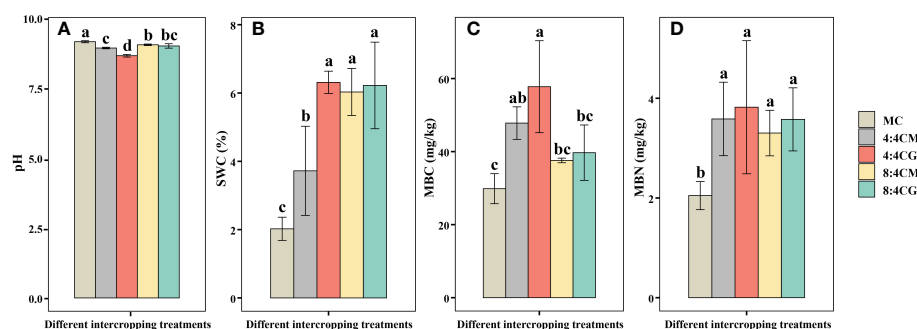 A
B
C
D
pH
10.0
7.5
5.0
2.5
0.0
a
c
d
b
bc
Different intercropping treatments
SWC (%)
8
6
4
2
0
c
b
a
a
a
Different intercropping treatments
MBC (mg/kg)
60
40
20
0
c
ab
a
bc
bc
Different intercropping treatments
MBN (mg/kg)
4
2
0
b
a
a
a
a
Different intercropping treatments
MC
4:4CM
4:4CG
8:4CM
8:4CG